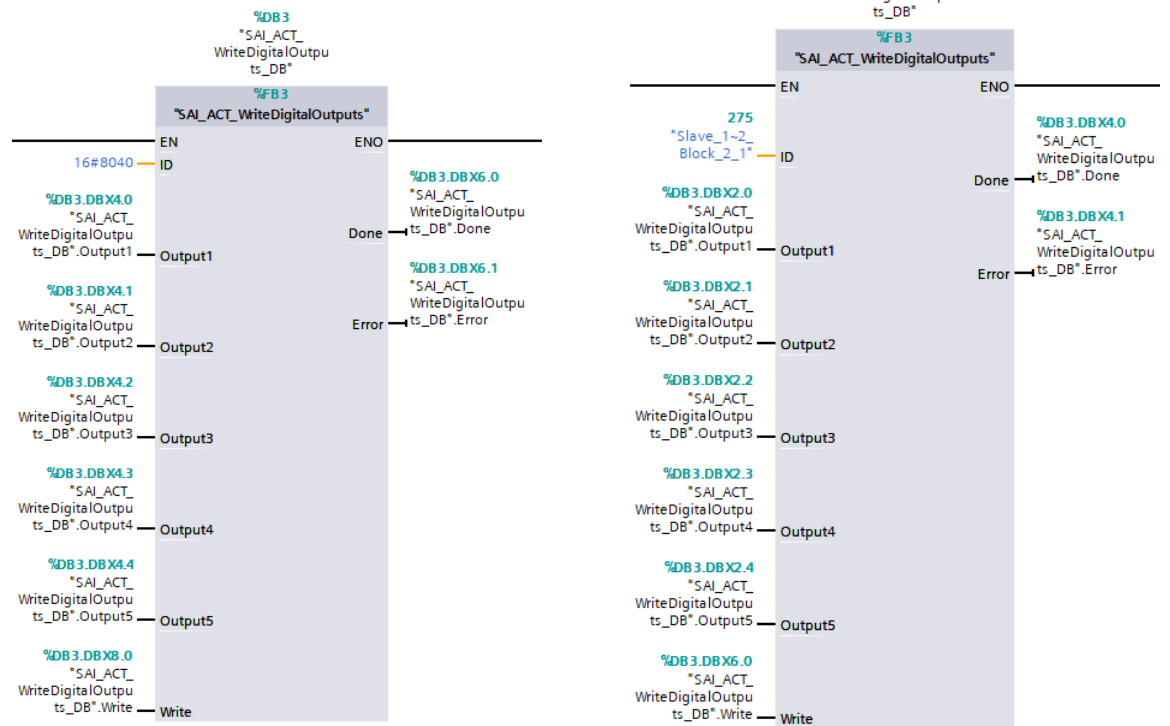 %DB3
"SAI_ACT_
WriteDigitalOutpu
ts_DB"
%FB3
"SAI_ACT_WriteDigitalOutputs"
EN
ENO
16#8040
ID
%DB3.DBX4.0
"SAI_ACT_
WriteDigitalOutpu
ts_DB".Output1
Output1
%DB3.DBX6.0
"SAI_ACT_
WriteDigitalOutpu
ts_DB".Done
Done
%DB3.DBX4.1
"SAI_ACT_
WriteDigitalOutpu
ts_DB".Output2
Output2
%DB3.DBX6.1
"SAI_ACT_
WriteDigitalOutpu
ts_DB".Error
Error
%DB3.DBX4.2
"SAI_ACT_
WriteDigitalOutpu
ts_DB".Output3
Output3
%DB3.DBX4.3
"SAI_ACT_
WriteDigitalOutpu
ts_DB".Output4
Output4
%DB3.DBX4.4
"SAI_ACT_
WriteDigitalOutpu
ts_DB".Output5
Output5
%DB3.DBX8.0
"SAI_ACT_
WriteDigitalOutpu
ts_DB".Write
Write
ts_DB"
%FB3
"SAI_ACT_WriteDigitalOutputs"
EN
ENO
275
"Slave_1~2_
Block_2_1"
ID
%DB3.DBX4.0
"SAI_ACT_
WriteDigitalOutpu
ts_DB".Done
Done
%DB3.DBX2.0
"SAI_ACT_
WriteDigitalOutpu
ts_DB".Output1
Output1
%DB3.DBX4.1
"SAI_ACT_
WriteDigitalOutpu
ts_DB".Error
Error
%DB3.DBX2.1
"SAI_ACT_
WriteDigitalOutpu
ts_DB".Output2
Output2
%DB3.DBX2.2
"SAI_ACT_
WriteDigitalOutpu
ts_DB".Output3
Output3
%DB3.DBX2.3
"SAI_ACT_
WriteDigitalOutpu
ts_DB".Output4
Output4
%DB3.DBX2.4
"SAI_ACT_
WriteDigitalOutpu
ts_DB".Output5
Output5
%DB3.DBX6.0
"SAI_ACT_
WriteDigitalOutpu
ts_DB".Write
Write